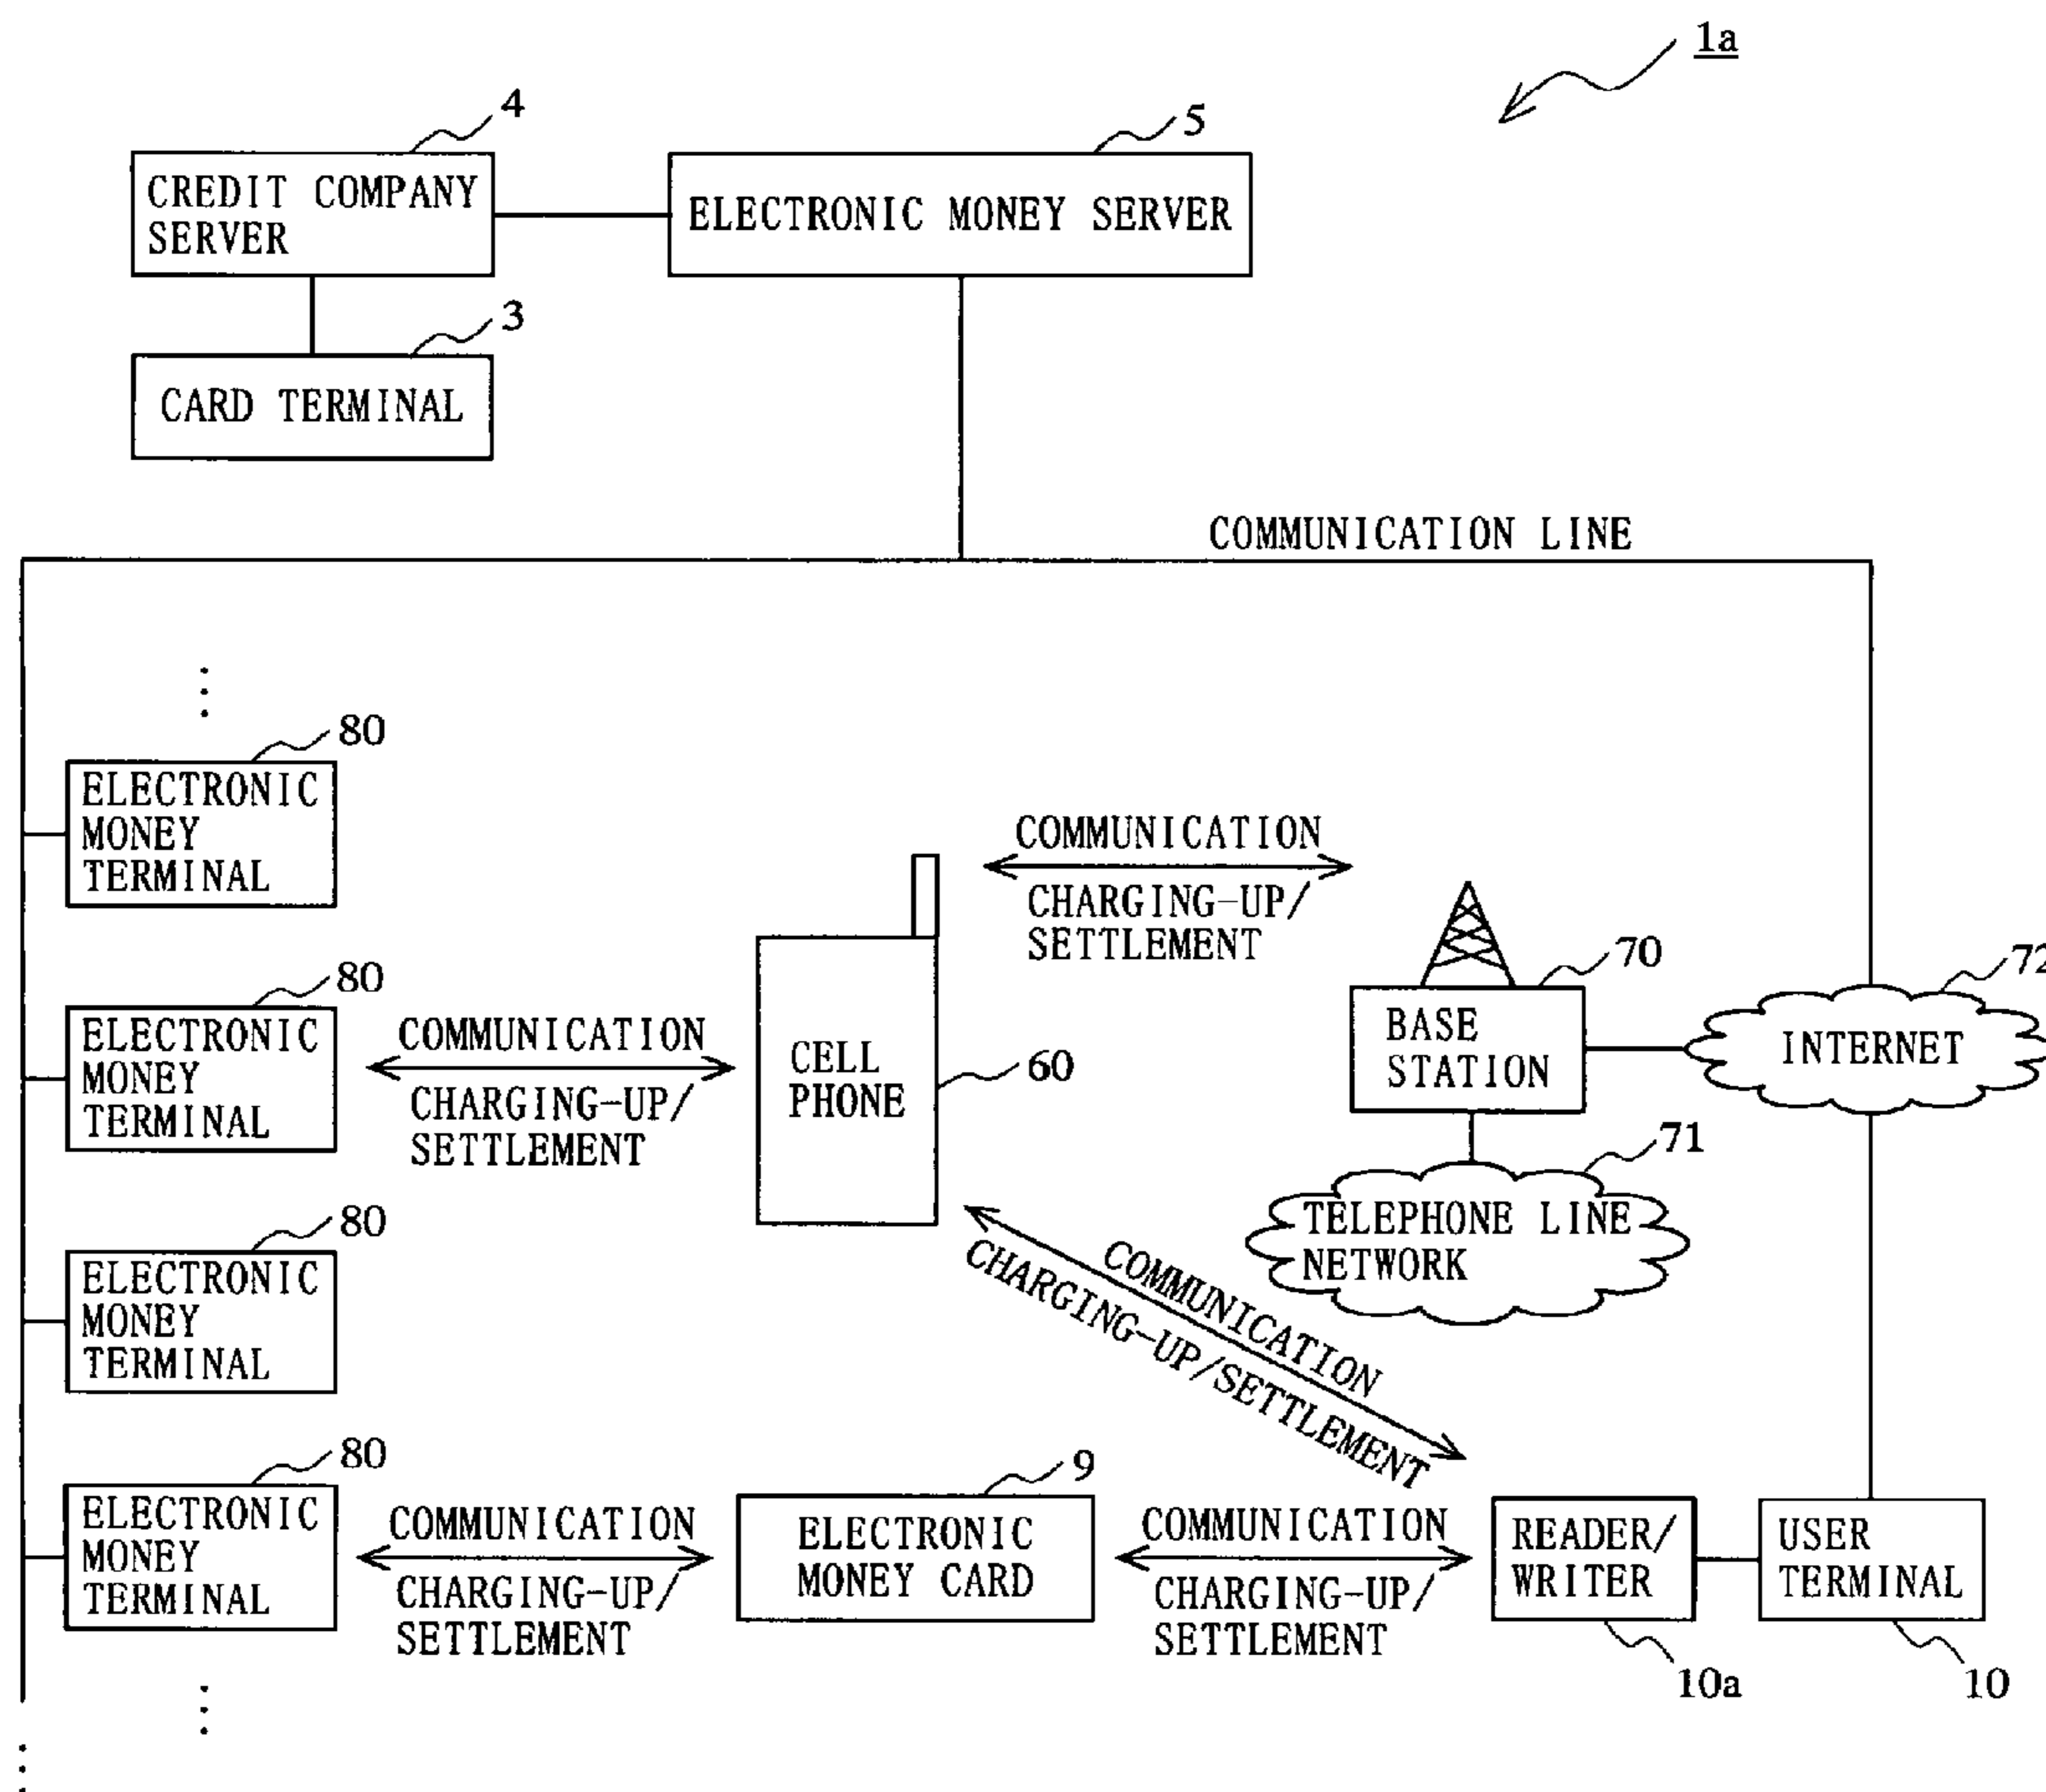 1a
4
5
CREDIT COMPANY
SERVER
ELECTRONIC MONEY SERVER
3
CARD TERMINAL
COMMUNICATION LINE
80
ELECTRONIC
MONEY
TERMINAL
COMMUNICATION
CHARGING-UP/
SETTLEMENT
80
ELECTRONIC
MONEY
TERMINAL
COMMUNICATION
CHARGING-UP/
SETTLEMENT
CELL
PHONE
60
70
BASE
STATION
72
INTERNET
71
TELEPHONE LINE
NETWORK
80
ELECTRONIC
MONEY
TERMINAL
COMMUNICATION
CHARGING-UP/SETTLEMENT
80
ELECTRONIC
MONEY
TERMINAL
COMMUNICATION
CHARGING-UP/
SETTLEMENT
9
ELECTRONIC
MONEY CARD
COMMUNICATION
CHARGING-UP/
SETTLEMENT
READER/
WRITER
10a
USER
TERMINAL
10